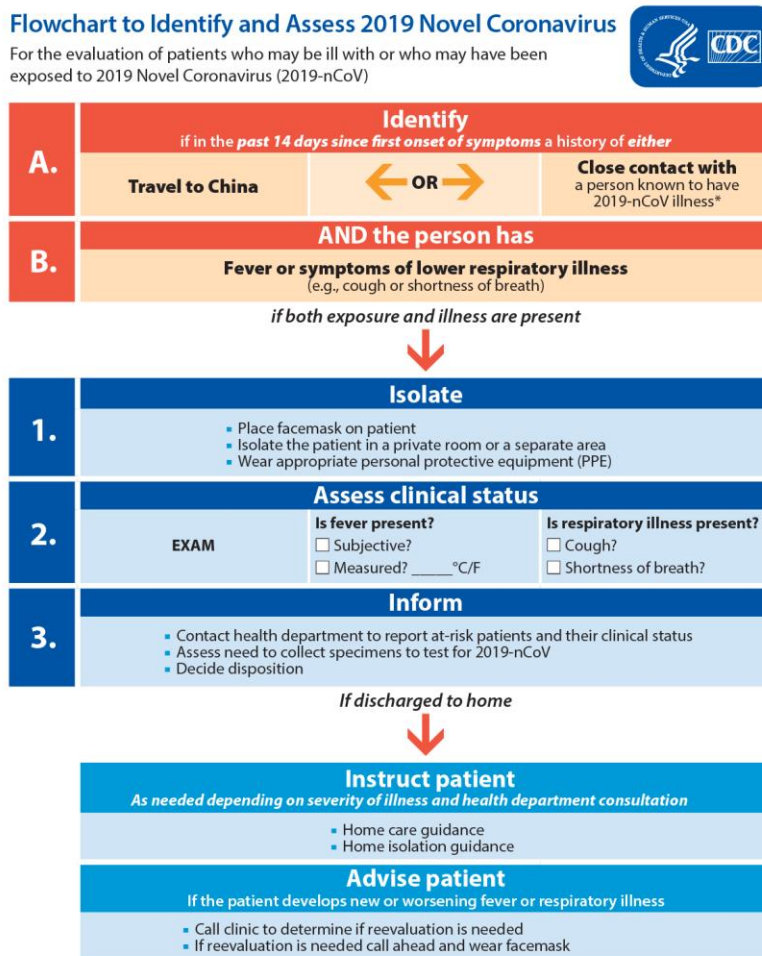 Flowchart to Identify and Assess 2019 Novel Coronavirus
For the evaluation of patients who may be ill with or who may have been
exposed to 2019 Novel Coronavirus (2019-nCoV)
CDC
A.
Identify
if in the past 14 days since first onset of symptoms a history of either
Travel to China
OR
Close contact with
a person known to have
2019-nCoV illness*
B.
AND the person has
Fever or symptoms of lower respiratory illness
(e.g., cough or shortness of breath)
if both exposure and illness are present
1.
Isolate
▪ Place facemask on patient
▪ Isolate the patient in a private room or a separate area
▪ Wear appropriate personal protective equipment (PPE)
2.
Assess clinical status
EXAM
Is fever present?
☐ Subjective?
☐ Measured? _____°C/F
Is respiratory illness present?
☐ Cough?
☐ Shortness of breath?
3.
Inform
▪ Contact health department to report at-risk patients and their clinical status
▪ Assess need to collect specimens to test for 2019-nCoV
▪ Decide disposition
If discharged to home
Instruct patient
As needed depending on severity of illness and health department consultation
▪ Home care guidance
▪ Home isolation guidance
Advise patient
If the patient develops new or worsening fever or respiratory illness
▪ Call clinic to determine if reevaluation is needed
▪ If reevaluation is needed call ahead and wear facemask